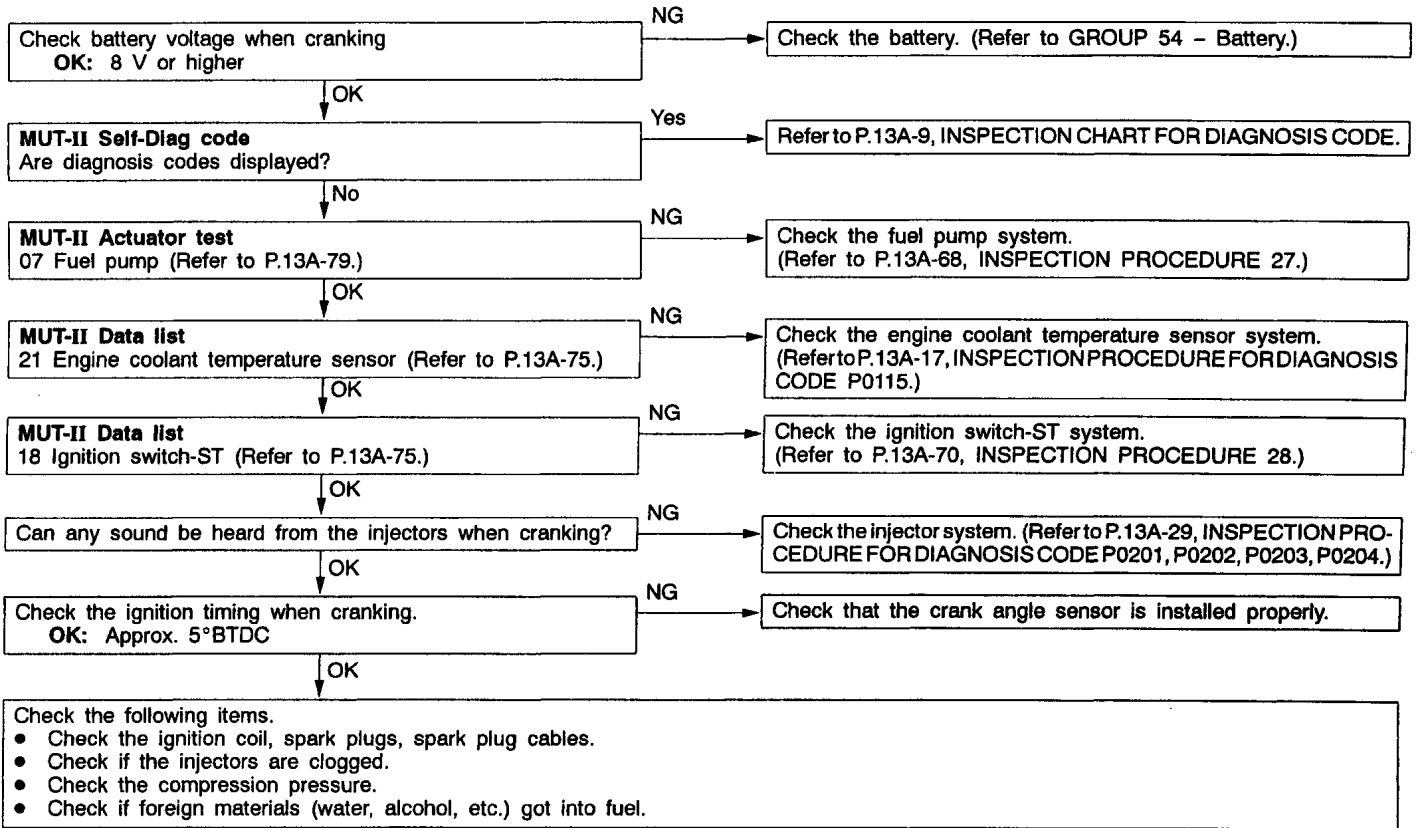 NG
Check battery voltage when cranking
OK: 8 V or higher
Check the battery. (Refer to GROUP 54 – Battery.)
OK
MUT-II Self-Diag code
Are diagnosis codes displayed?
Yes
Refer to P.13A-9, INSPECTION CHART FOR DIAGNOSIS CODE.
No
MUT-II Actuator test
07 Fuel pump (Refer to P.13A-79.)
NG
Check the fuel pump system.
(Refer to P.13A-68, INSPECTION PROCEDURE 27.)
OK
MUT-II Data list
21 Engine coolant temperature sensor (Refer to P.13A-75.)
NG
Check the engine coolant temperature sensor system.
(Refer to P.13A-17, INSPECTION PROCEDURE FOR DIAGNOSIS
CODE P0115.)
OK
MUT-II Data list
18 Ignition switch-ST (Refer to P.13A-75.)
NG
Check the ignition switch-ST system.
(Refer to P.13A-70, INSPECTION PROCEDURE 28.)
OK
Can any sound be heard from the injectors when cranking?
NG
Check the injector system. (Refer to P.13A-29, INSPECTION PRO-
CEDURE FOR DIAGNOSIS CODE P0201, P0202, P0203, P0204.)
OK
Check the ignition timing when cranking.
OK: Approx. 5°BTDC
NG
Check that the crank angle sensor is installed properly.
OK
Check the following items.
● Check the ignition coil, spark plugs, spark plug cables.
● Check if the injectors are clogged.
● Check the compression pressure.
● Check if foreign materials (water, alcohol, etc.) got into fuel.